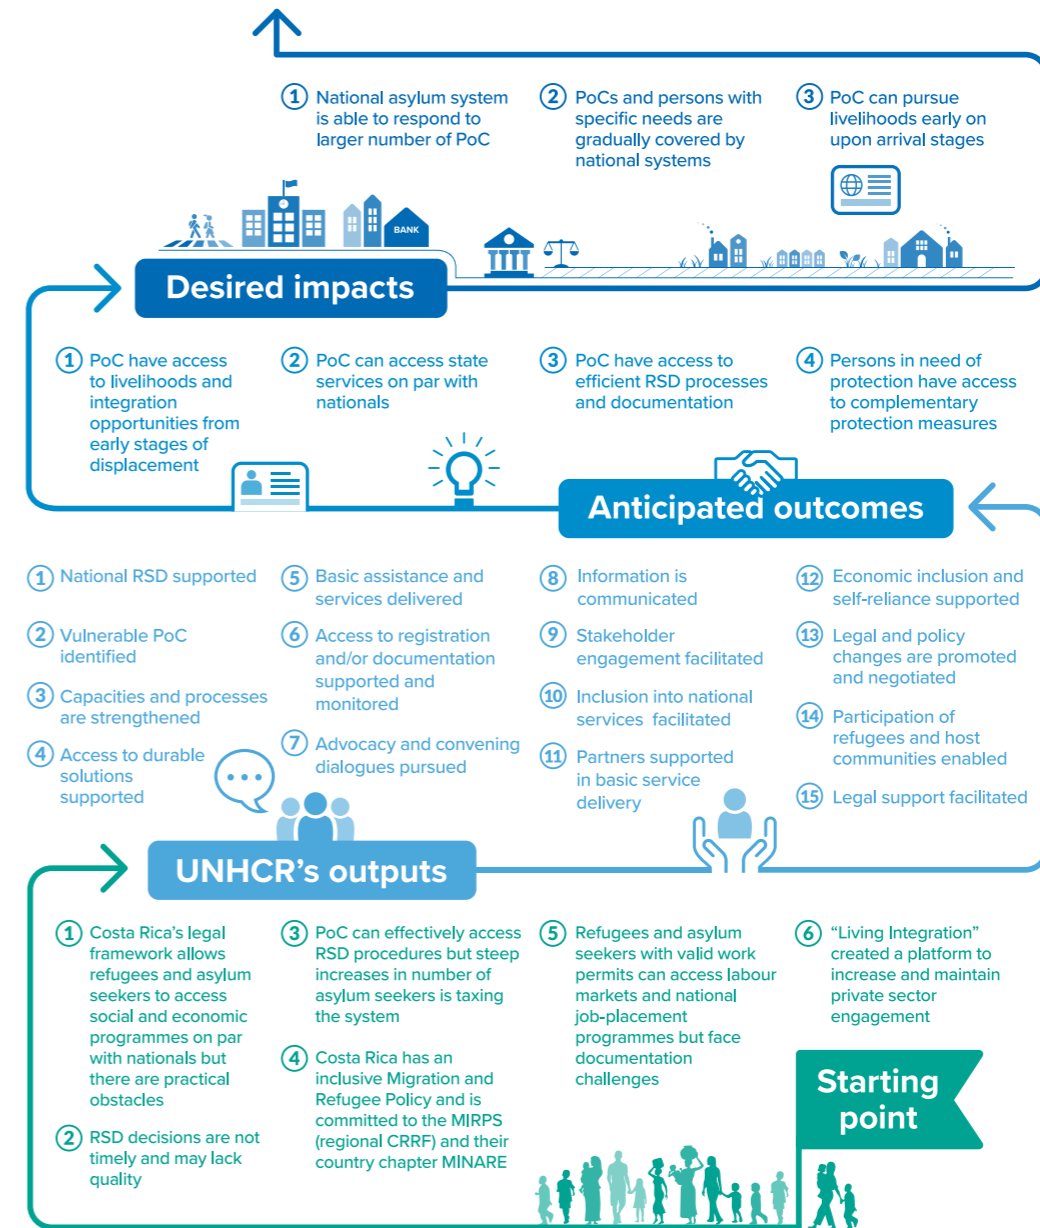 1 National asylum system
is able to respond to
larger number of PoC
2 PoCs and persons with
specific needs are
gradually covered by
national systems
3 PoC can pursue
livelihoods early on
upon arrival stages
BANK
Desired impacts
1 PoC have access
to livelihoods and
integration
opportunities from
early stages of
displacement
2 PoC can access state
services on par with
nationals
3 PoC have access to
efficient RSD processes
and documentation
4 Persons in need of
protection have access
to complementary
protection measures
Anticipated outcomes
1 National RSD supported
2 Vulnerable PoC
identified
3 Capacities and processes
are strengthened
4 Access to durable
solutions
supported
5 Basic assistance and
services delivered
6 Access to registration
and/or documentation
supported and
monitored
7 Advocacy and convening
dialogues pursued
8 Information is
communicated
9 Stakeholder
engagement facilitated
10 Inclusion into national
services facilitated
11 Partners supported
in basic service
delivery
12 Economic inclusion and
self-reliance supported
13 Legal and policy
changes are promoted
and negotiated
14 Participation of
refugees and host
communities enabled
15 Legal support facilitated
UNHCR's outputs
1 Costa Rica's legal
framework allows
refugees and asylum
seekers to access
social and economic
programmes on par
with nationals but
there are practical
obstacles
2 RSD decisions are not
timely and may lack
quality
3 PoC can effectively access
RSD procedures but steep
increases in number of
asylum seekers is taxing
the system
4 Costa Rica has an
inclusive Migration and
Refugee Policy and is
committed to the MIRPS
(regional CRRF) and their
country chapter MINARE
5 Refugees and asylum
seekers with valid work
permits can access labour
markets and national
job-placement
programmes but face
documentation
challenges
6 "Living Integration"
created a platform to
increase and maintain
private sector
engagement
Starting
point